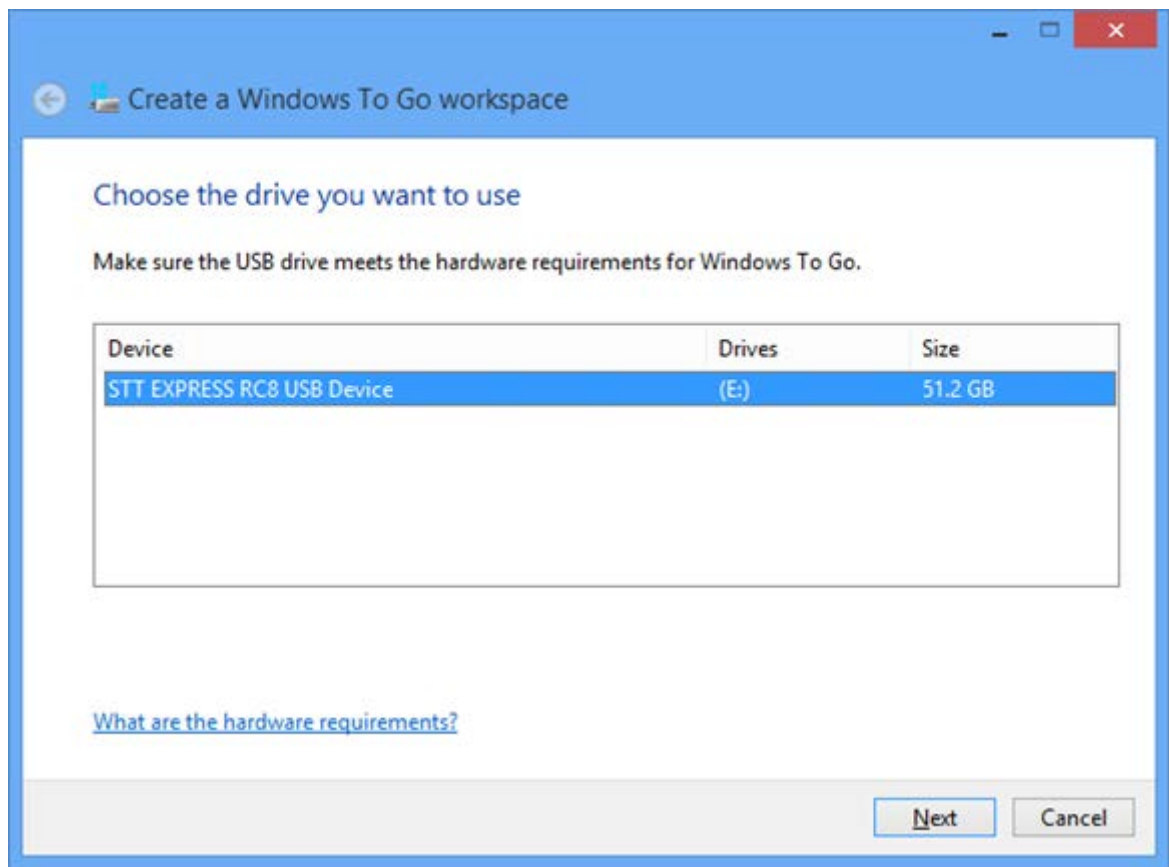 Create a Windows To Go workspace
Choose the drive you want to use
Make sure the USB drive meets the hardware requirements for Windows To Go.
Device Drives Size
STT EXPRESS RC8 USB Device (E:) 51.2 GB
What are the hardware requirements?
Next Cancel